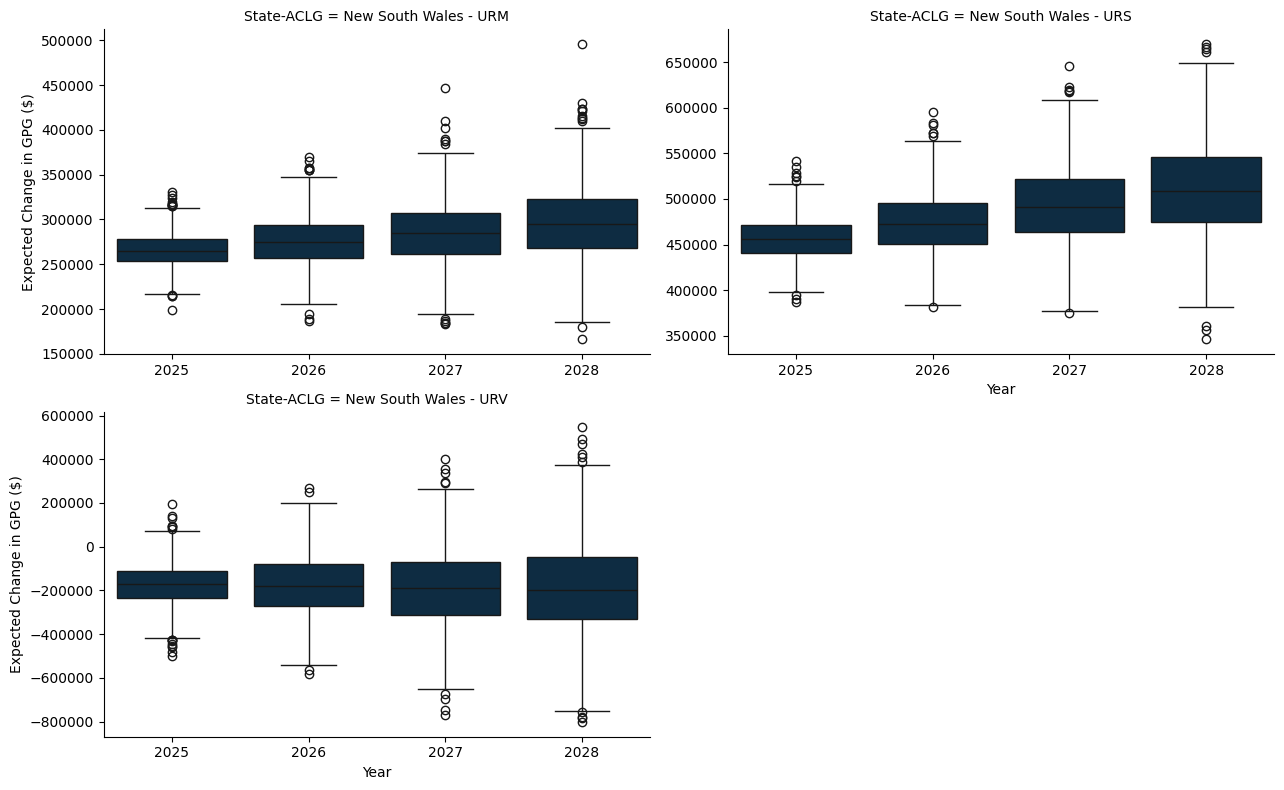 State-ACLG = New South Wales - URM
Expected Change in GPG ($)
500000
450000
400000
350000
300000
250000
200000
150000
2025 2026 2027 2028
State-ACLG = New South Wales - URS
650000
600000
550000
500000
450000
400000
350000
2025 2026 2027 2028
Year
State-ACLG = New South Wales - URV
Expected Change in GPG ($)
600000
400000
200000
0
−200000
−400000
−600000
−800000
2025 2026 2027 2028
Year